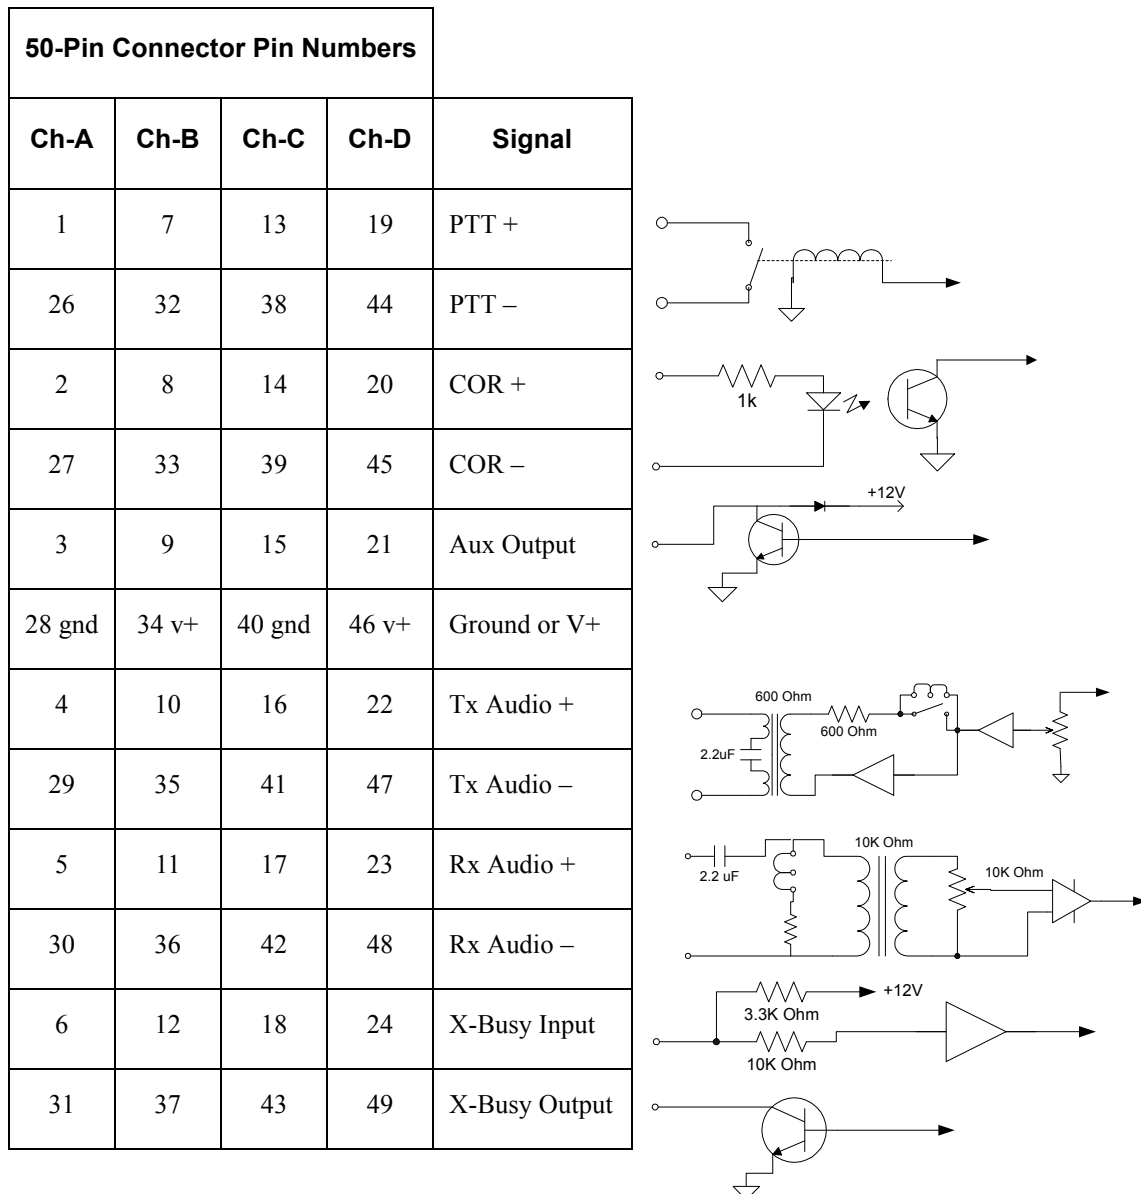 50-Pin Connector Pin Numbers
Ch-A Ch-B Ch-C Ch-D Signal
1 7 13 19 PTT +
26 32 38 44 PTT –
2 8 14 20 COR +
1k
27 33 39 45 COR –
+12V
3 9 15 21 Aux Output
28 gnd 34 v+ 40 gnd 46 v+ Ground or V+
4 10 16 22 Tx Audio +
600 Ohm
600 Ohm
2.2uF
29 35 41 47 Tx Audio –
5 11 17 23 Rx Audio +
10K Ohm
2.2 uF
10K Ohm
30 36 42 48 Rx Audio –
+12V
3.3K Ohm
6 12 18 24 X-Busy Input
10K Ohm
31 37 43 49 X-Busy Output